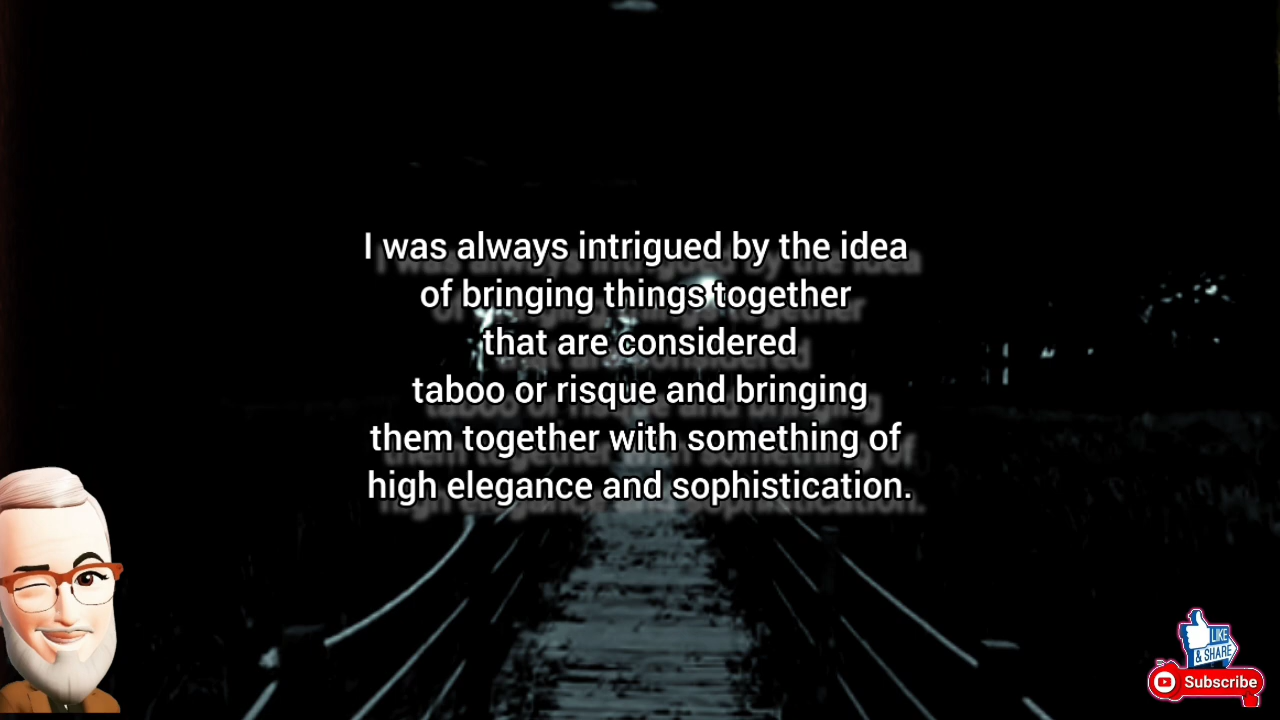 I was always intrigued by the idea
of bringing things together
that are considered
taboo or risque and bringing
them together with something of
high elegance and sophistication.
LIKE
& SHARE
Subscribe